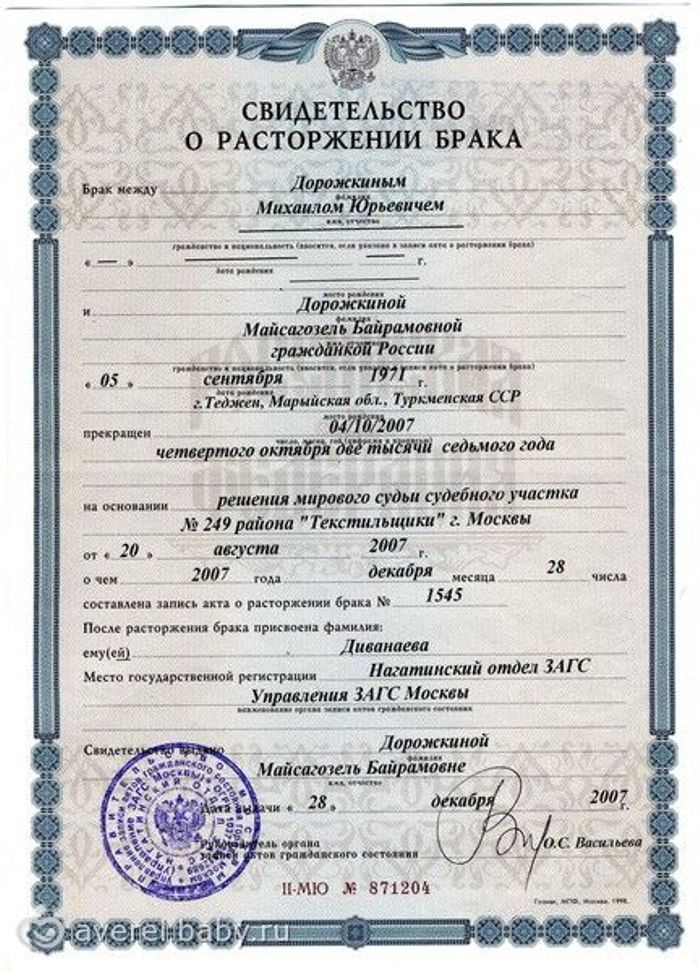 СВИДЕТЕЛЬСТВО
О РАСТОРЖЕНИИ БРАКА
Брак между Дорожкиным
фамилия
Михаилом Юрьевичем
имя, отчество
гражданство и национальность (вносится, если указано в записи акта о расторжении брака)
« — » — — г.
дата рождения
место рождения
и Дорожкиной
фамилия
Майсагозель Байрамовной
гражданкой России
гражданство и национальность (вносится, если указано в записи акта о расторжении брака)
« 05 » сентября 1971 г.
дата рождения
г.Теджен, Марыйская обл., Туркменская ССР
место рождения
прекращен 04/10/2007
число, месяц, год (цифрами и прописью)
четвертого октября две тысячи седьмого года
на основании решения мирового судьи судебного участка
№ 249 района "Текстильщики" г. Москвы
от « 20 » августа 2007 г.
о чем 2007 года декабря месяца 28 числа
составлена запись акта о расторжении брака № 1545
После расторжения брака присвоена фамилия:
ему(ей) Диванаева
Место государственной регистрации Нагатинский отдел ЗАГС
Управления ЗАГС Москвы
наименование органа записи актов гражданского состояния
Свидетельство выдано Дорожкиной
фамилия
Майсагозель Байрамовне
имя, отчество
Дата выдачи « 28 » декабря 2007 г.
Руководитель органа
записи актов гражданского состояния О.С. Васильева
II-МЮ № 871204
Гознак, МПФ, Москва, 1998.
averel.baby.ru